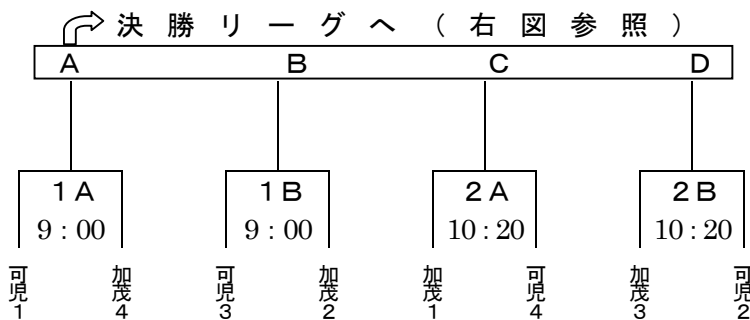 決勝リーグへ（右図参照）
A B C D
1A 1B 2A 2B
9:00 9:00 10:20 10:20
可児1 加茂4 可児3 加茂2 加茂1 可児4 加茂3 可児2